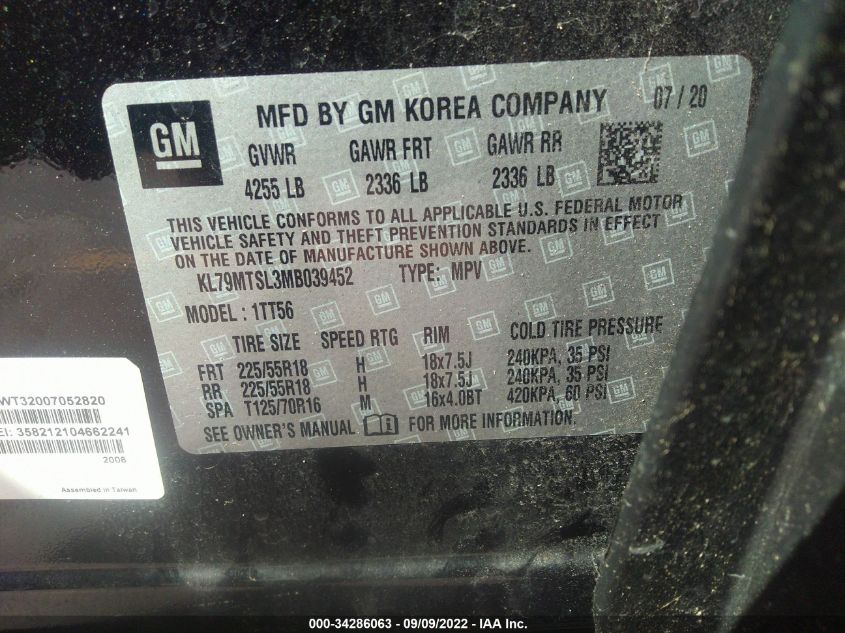 GM
MFD BY GM KOREA COMPANY 07 / 20
GVWR GAWR FRT GAWR RR
4255 LB 2336 LB 2336 LB
THIS VEHICLE CONFORMS TO ALL APPLICABLE U.S. FEDERAL MOTOR
VEHICLE SAFETY AND THEFT PREVENTION STANDARDS IN EFFECT
ON THE DATE OF MANUFACTURE SHOWN ABOVE.
KL79MTSL3MB039452 TYPE: MPV
MODEL : 1TT56
TIRE SIZE SPEED RTG RIM COLD TIRE PRESSURE
FRT 225/55R18 H 18x7.5J 240KPA, 35 PSI
RR 225/55R18 H 18x7.5J 240KPA, 35 PSI
SPA T125/70R16 M 16x4.0BT 420KPA, 60 PSI
SEE OWNER'S MANUAL FOR MORE INFORMATION.
WT32007052820
EI: 358212104662241
2006
Assembled in Taiwan
000-34286063 - 09/09/2022 - IAA Inc.